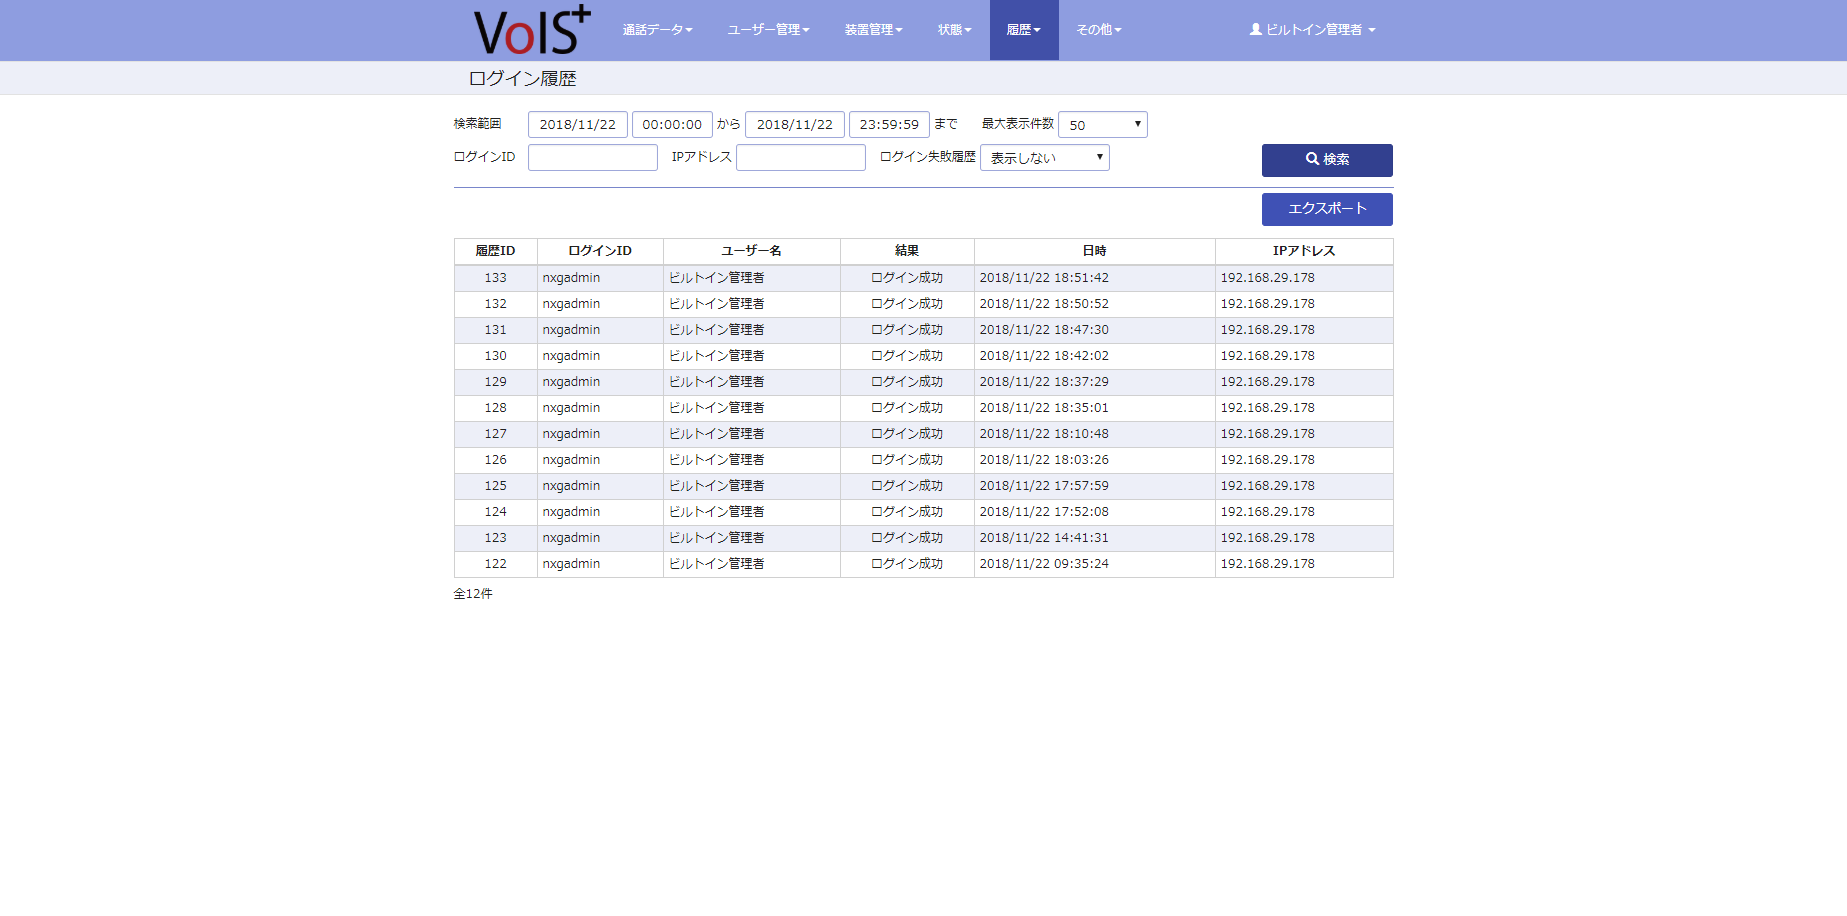 VoIS+ 通話データ ユーザー管理 装置管理 状態 履歴 その他 ビルトイン管理者
ログイン履歴
検索範囲 2018/11/22 00:00:00 から 2018/11/22 23:59:59 まで 最大表示件数 50
ログインID IPアドレス ログイン失敗履歴 表示しない 検索
エクスポート
履歴ID ログインID ユーザー名 結果 日時 IPアドレス
133 nxgadmin ビルトイン管理者 ログイン成功 2018/11/22 18:51:42 192.168.29.178
132 nxgadmin ビルトイン管理者 ログイン成功 2018/11/22 18:50:52 192.168.29.178
131 nxgadmin ビルトイン管理者 ログイン成功 2018/11/22 18:47:30 192.168.29.178
130 nxgadmin ビルトイン管理者 ログイン成功 2018/11/22 18:42:02 192.168.29.178
129 nxgadmin ビルトイン管理者 ログイン成功 2018/11/22 18:37:29 192.168.29.178
128 nxgadmin ビルトイン管理者 ログイン成功 2018/11/22 18:35:01 192.168.29.178
127 nxgadmin ビルトイン管理者 ログイン成功 2018/11/22 18:10:48 192.168.29.178
126 nxgadmin ビルトイン管理者 ログイン成功 2018/11/22 18:03:26 192.168.29.178
125 nxgadmin ビルトイン管理者 ログイン成功 2018/11/22 17:57:59 192.168.29.178
124 nxgadmin ビルトイン管理者 ログイン成功 2018/11/22 17:52:08 192.168.29.178
123 nxgadmin ビルトイン管理者 ログイン成功 2018/11/22 14:41:31 192.168.29.178
122 nxgadmin ビルトイン管理者 ログイン成功 2018/11/22 09:35:24 192.168.29.178
全12件